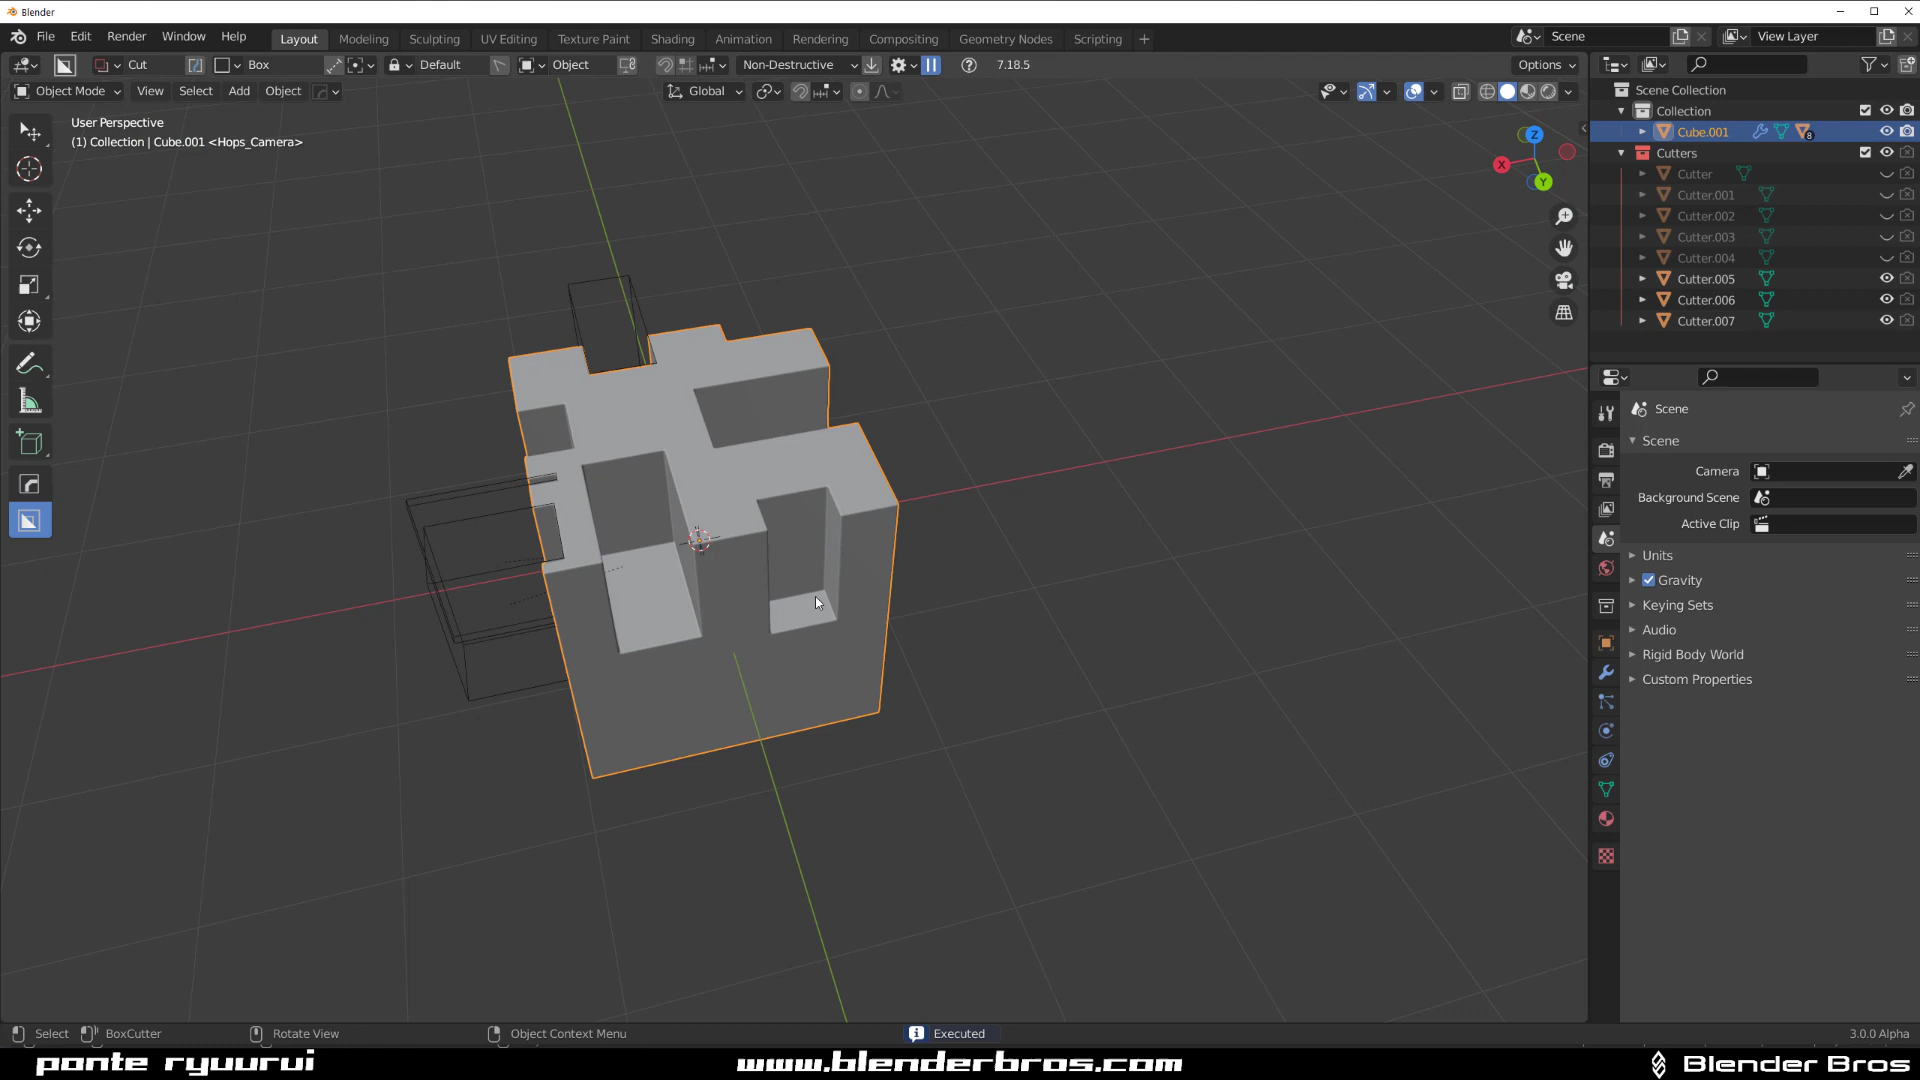 Blender
File Edit Render Window Help Layout Modeling Sculpting UV Editing Texture Paint Shading Animation Rendering Compositing Geometry Nodes Scripting + Scene View Layer
Cut Box Default Object Non-Destructive 7.18.5 Options
Object Mode View Select Add Object Global
User Perspective
(1) Collection | Cube.001 <Hops_Camera>
Z
X
Y
Scene Collection
Collection
Cube.001 8
Cutters
Cutter
Cutter.001
Cutter.002
Cutter.003
Cutter.004
Cutter.005
Cutter.006
Cutter.007
Scene
Scene
Camera
Background Scene
Active Clip
Units
Gravity
Keying Sets
Audio
Rigid Body World
Custom Properties
Select BoxCutter Rotate View Object Context Menu Executed 3.0.0 Alpha
ponte ryuurui www.blenderbros.com Blender Bros